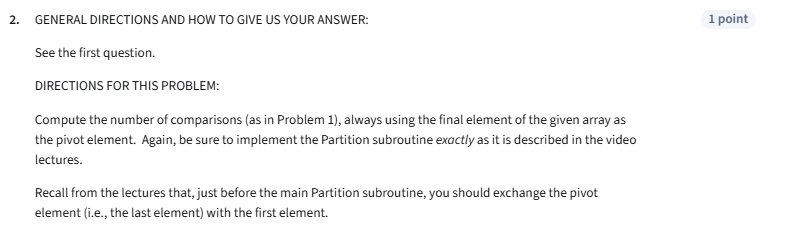 2. GENERAL DIRECTIONS AND HOW TO GIVE US YOUR ANSWER: 1 point
See the first question.
DIRECTIONS FOR THIS PROBLEM:
Compute the number of comparisons (as in Problem 1), always using the final element of the given array as
the pivot element. Again, be sure to implement the Partition subroutine exactly as it is described in the video
lectures.
Recall from the lectures that, just before the main Partition subroutine, you should exchange the pivot
element (i.e., the last element) with the first element.